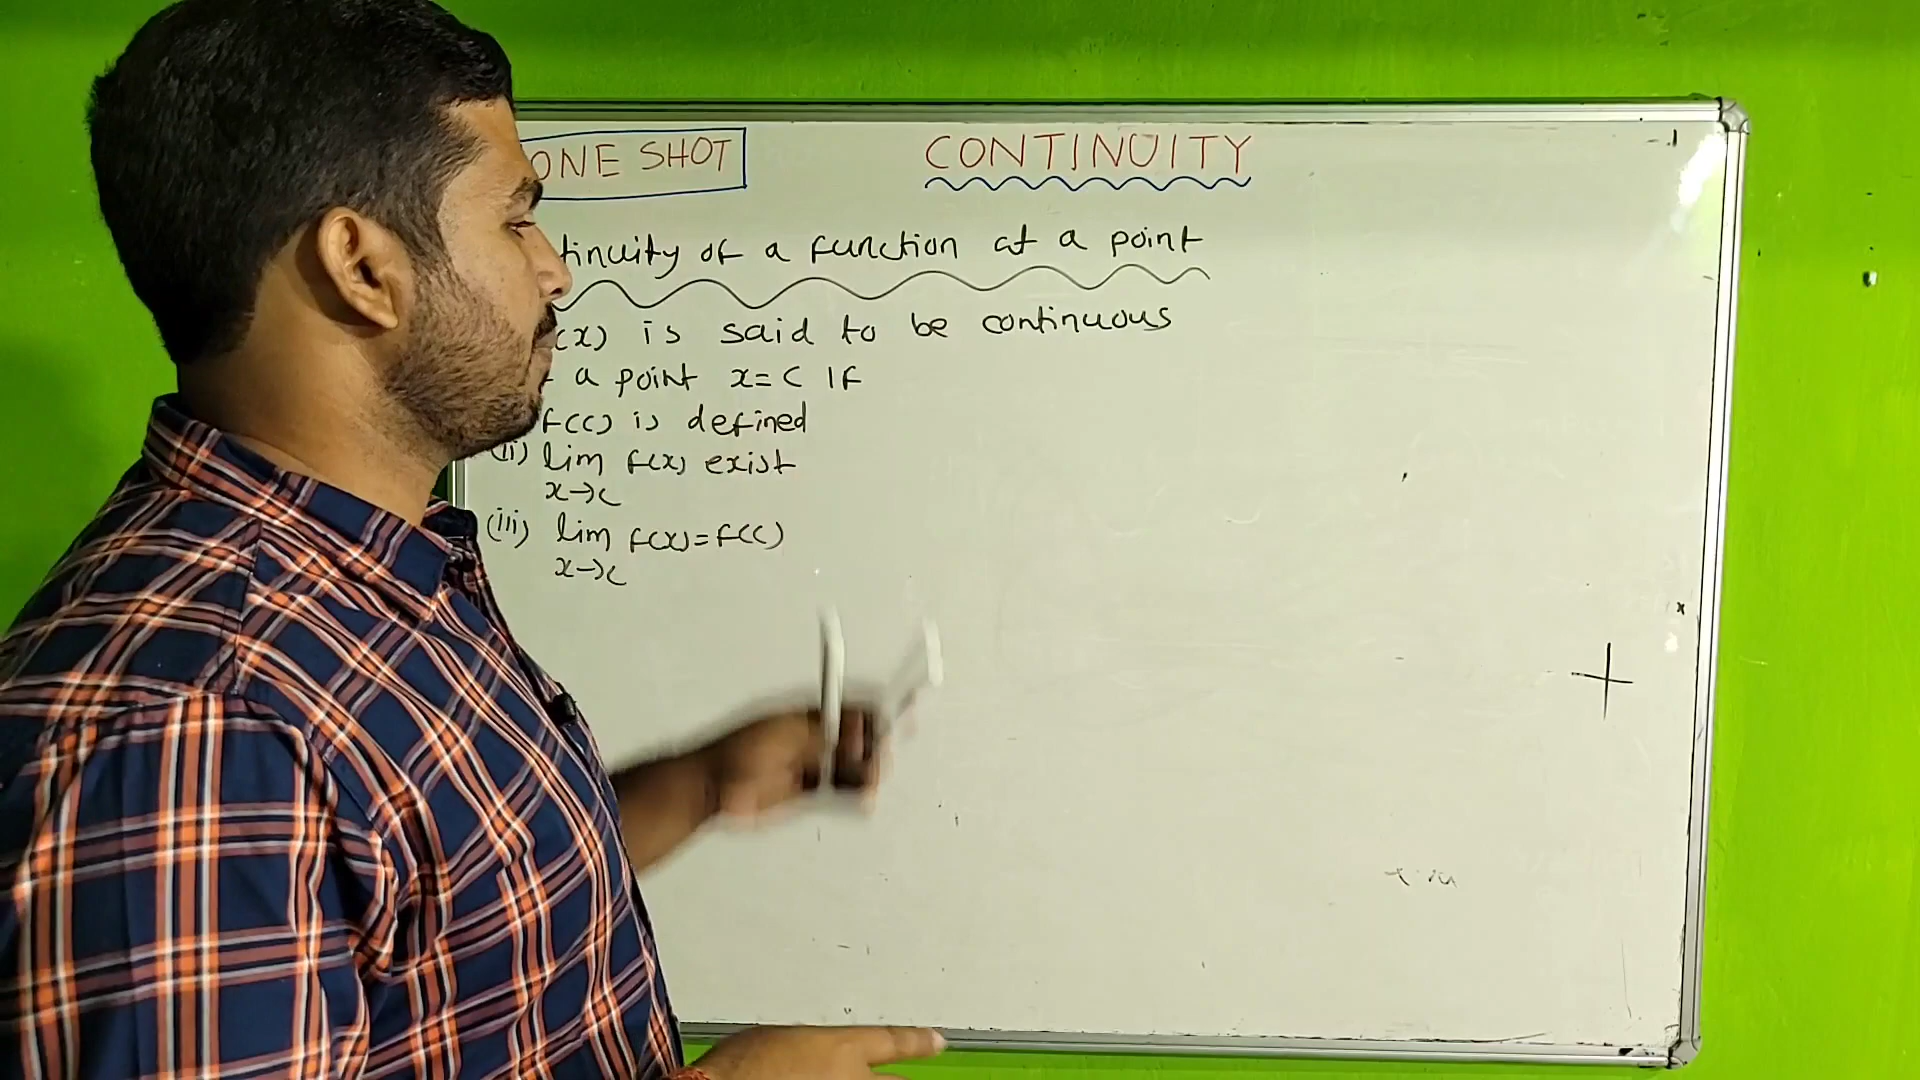 ONE SHOT
CONTINUITY
tinuity of a function at a point
(x) is said to be continuous
a point x=c if
f(c) is defined
(ii) lim f(x) exist
x→c
(iii) lim f(x)=f(c)
x→c